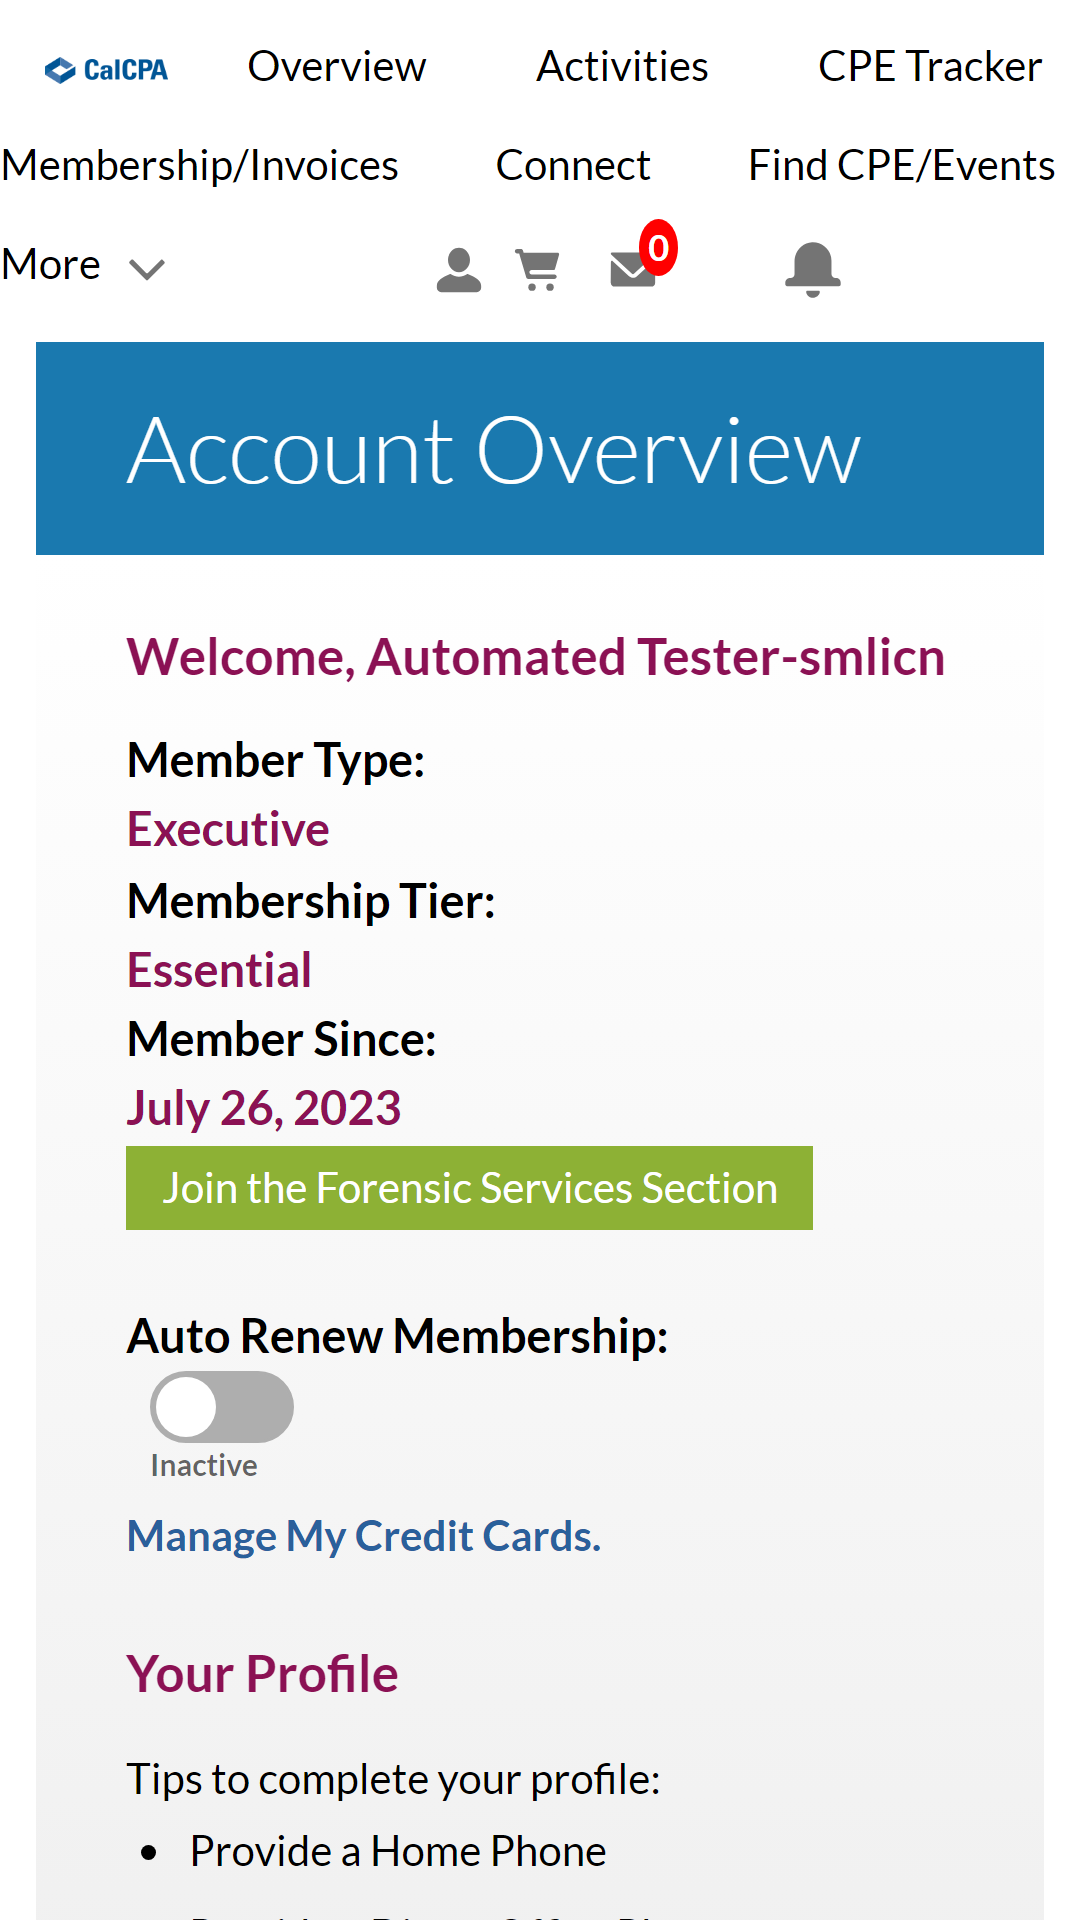 CalCPA Overview Activities CPE Tracker
Membership/Invoices Connect Find CPE/Events
More 0
Account Overview
Welcome, Automated Tester-smlicn
Member Type:
Executive
Membership Tier:
Essential
Member Since:
July 26, 2023
Join the Forensic Services Section
Auto Renew Membership:
Inactive
Manage My Credit Cards.
Your Profile
Tips to complete your profile:
• Provide a Home Phone